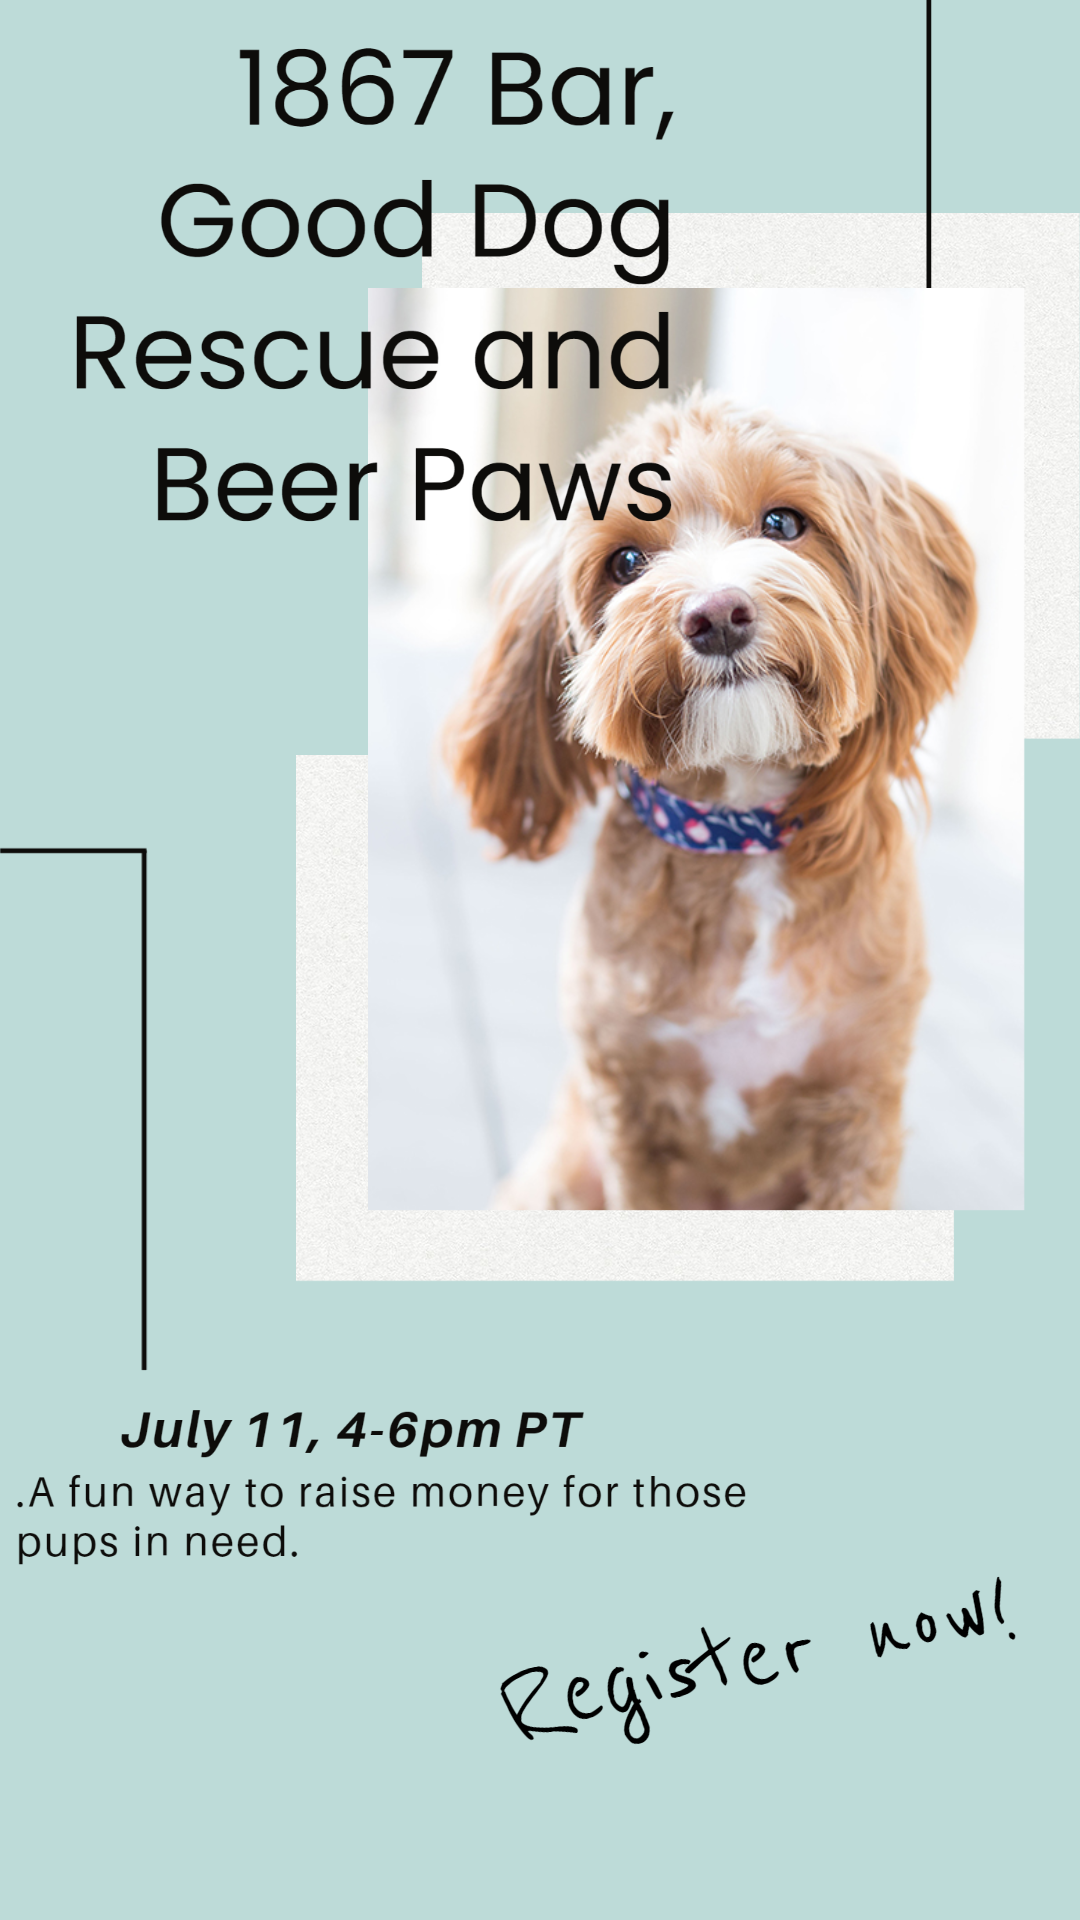 1867 Bar,
Good Dog
Rescue and
Beer Paws
July 11, 4-6pm PT
.A fun way to raise money for those
pups in need.
Register now!